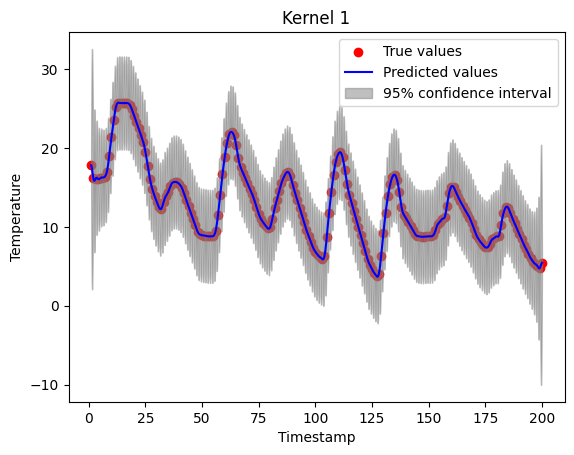 Kernel 1
True values
Predicted values
95% confidence interval
Temperature
30
20
10
0
−10
0 25 50 75 100 125 150 175 200
Timestamp